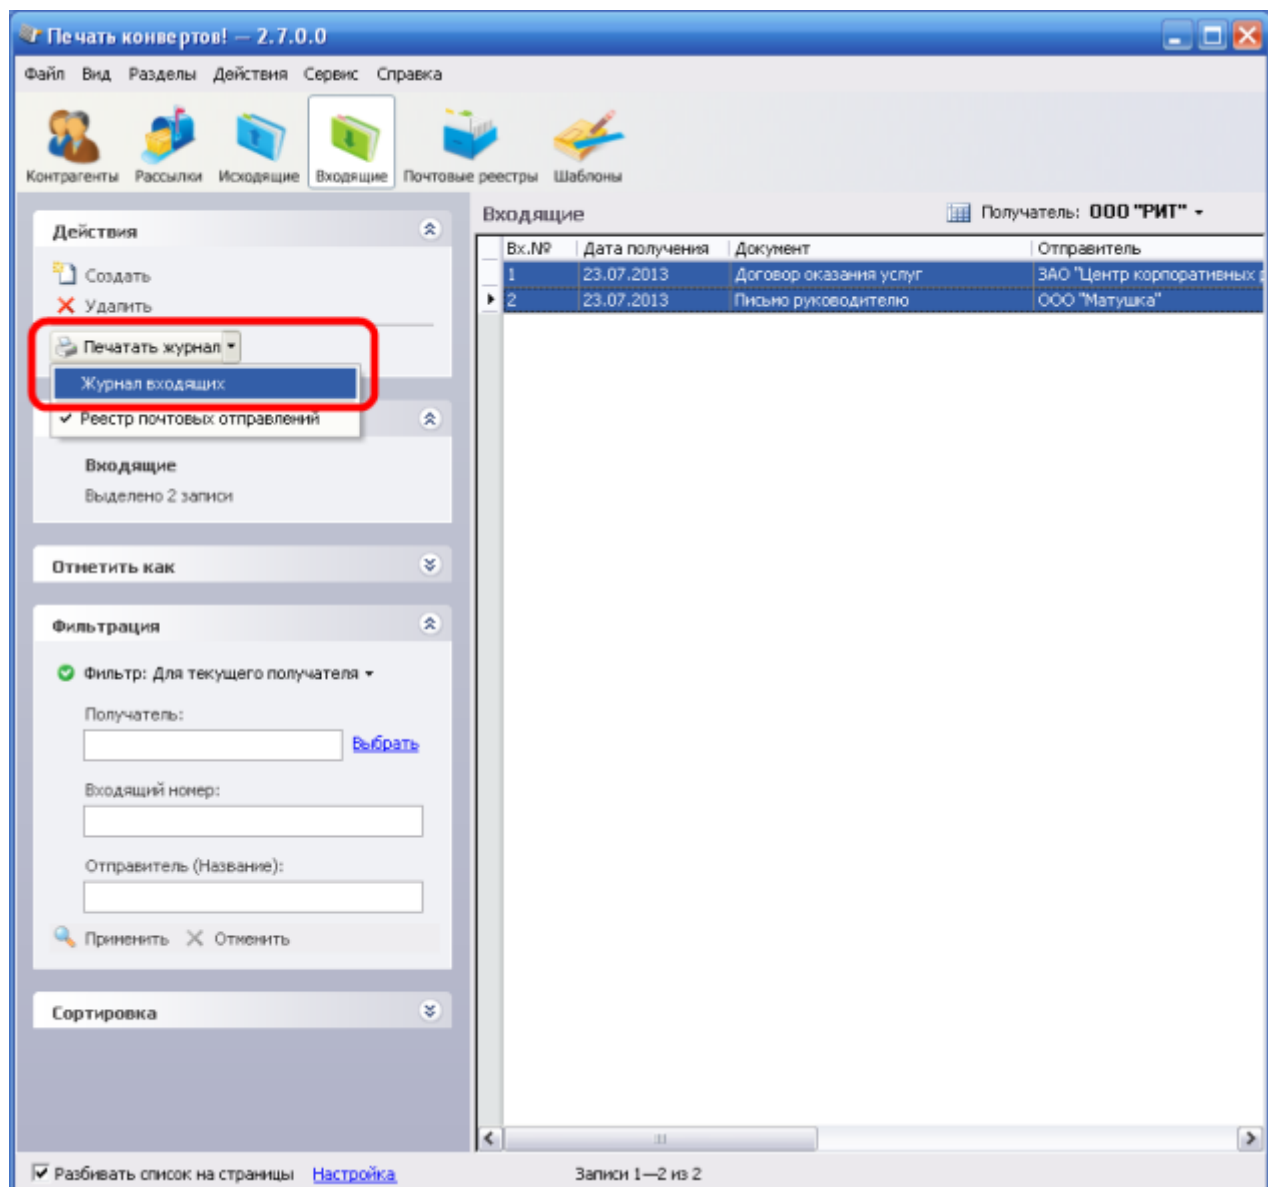 Печать конвертов! — 2.7.0.0
Файл Вид Разделы Действия Сервис Справка
Контрагенты Рассылки Исходящие Входящие Почтовые реестры Шаблоны
Действия
Создать
Удалить
Печатать журнал
Журнал входящих
Реестр почтовых отправлений
Входящие
Выделено 2 записи
Отметить как
Фильтрация
Фильтр: Для текущего получателя
Получатель:
Выбрать
Входящий номер:
Отправитель (Название):
Применить Отменить
Сортировка
Входящие Получатель: ООО "РИТ"
Вх.№ Дата получения Документ Отправитель
1 23.07.2013 Договор оказания услуг ЗАО "Центр корпоративных
2 23.07.2013 Письмо руководителю ООО "Матушка"
Разбивать список на страницы Настройка Записи 1—2 из 2